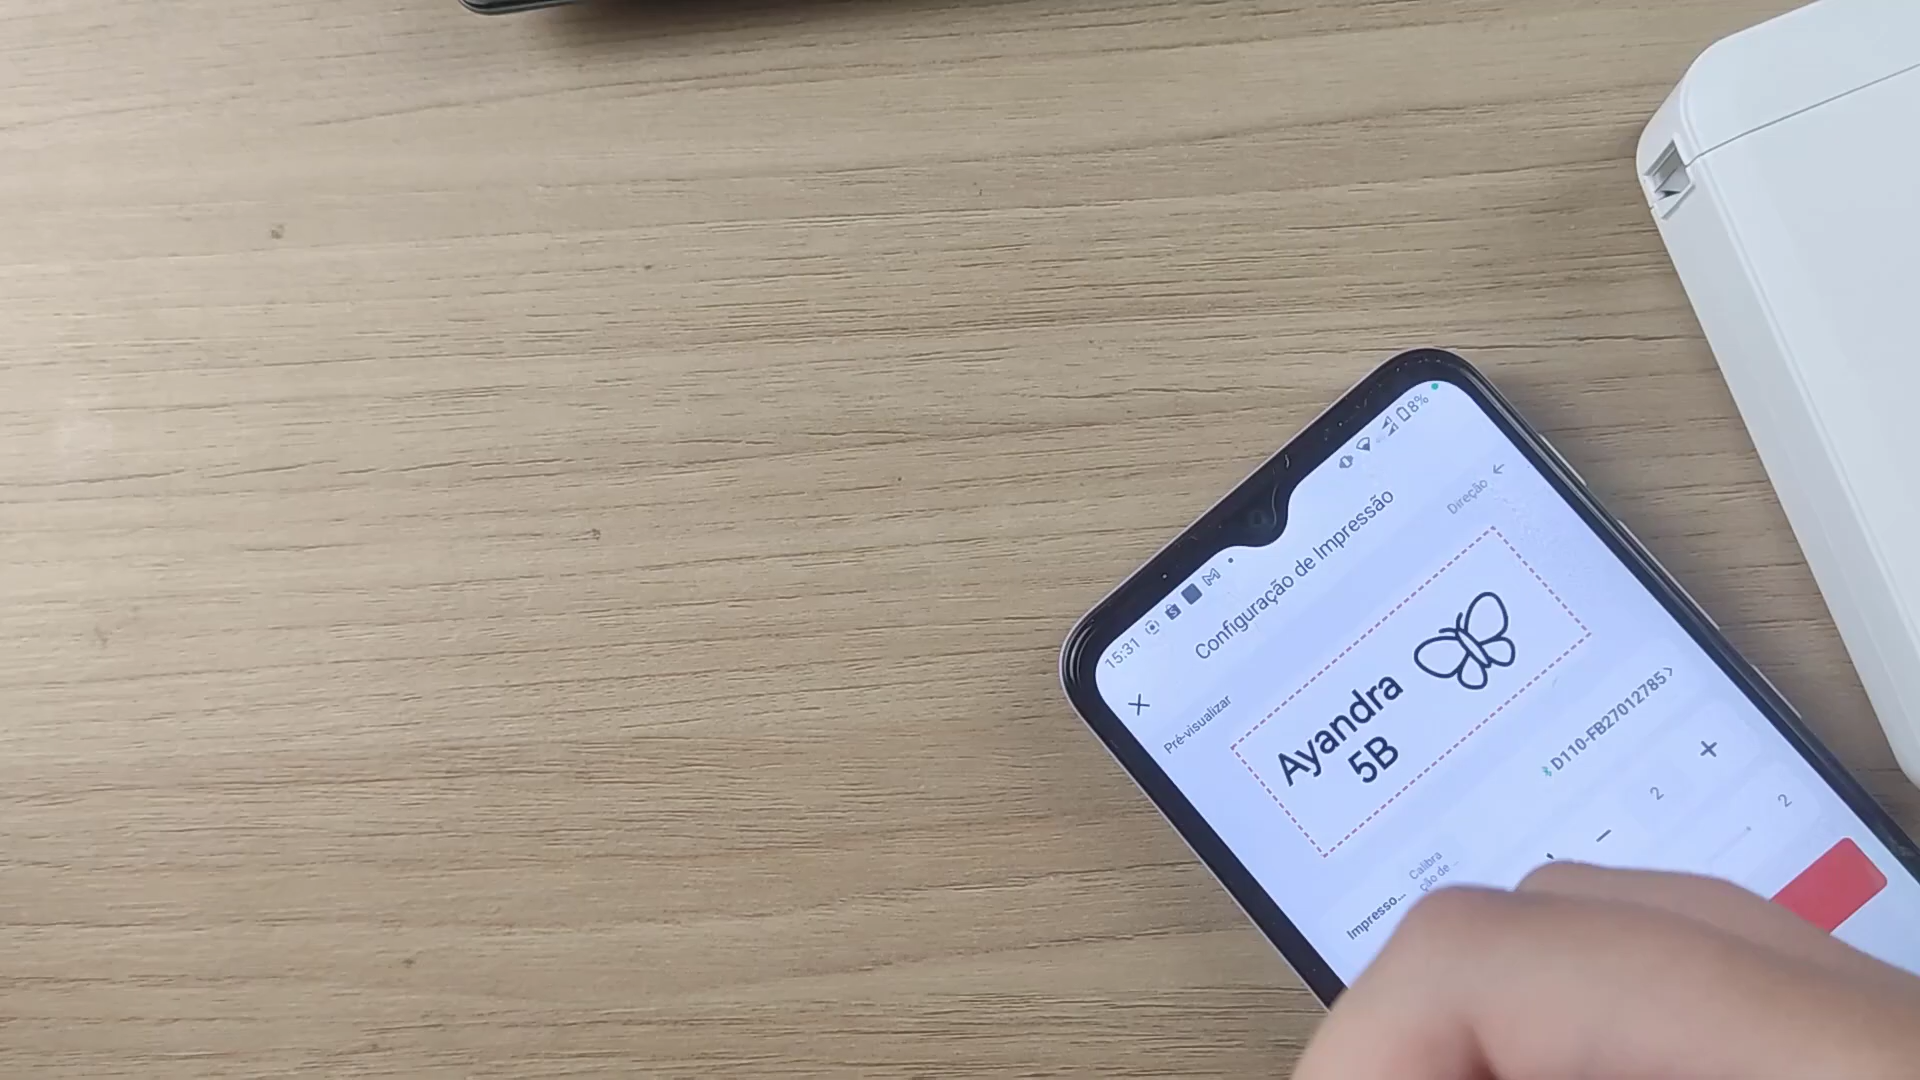 15:31
8%
Configuração de Impressão
Pré-visualizar
Direção
Ayandra
5B
Impresso...
Calibra
ção de ...
D110-FB27012785
2
2